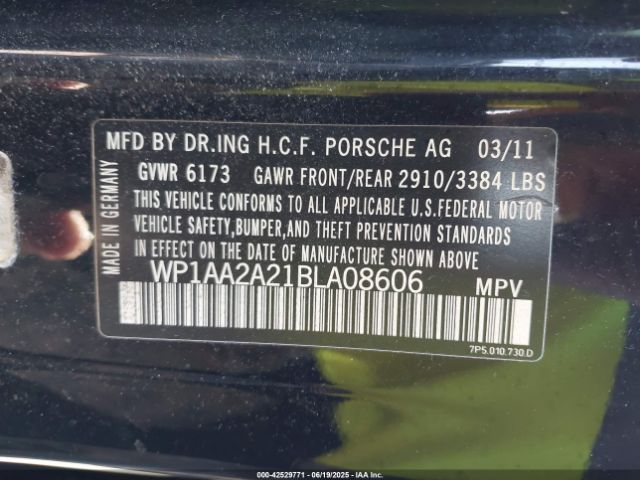 MFD BY DR.ING H.C.F. PORSCHE AG 03/11
GVWR 6173 GAWR FRONT/REAR 2910/3384 LBS
THIS VEHICLE CONFORMS TO ALL APPLICABLE U.S.FEDERAL MOTOR
VEHICLE SAFETY,BUMPER,AND THEFT PREVENTION STANDARDS
IN EFFECT ON THE DATE OF MANUFACTURE SHOWN ABOVE.
MADE IN GERMANY
WP1AA2A21BLA08606 MPV
7P5.010.730.D
000-42529771 - 06/19/2025 - IAA Inc.